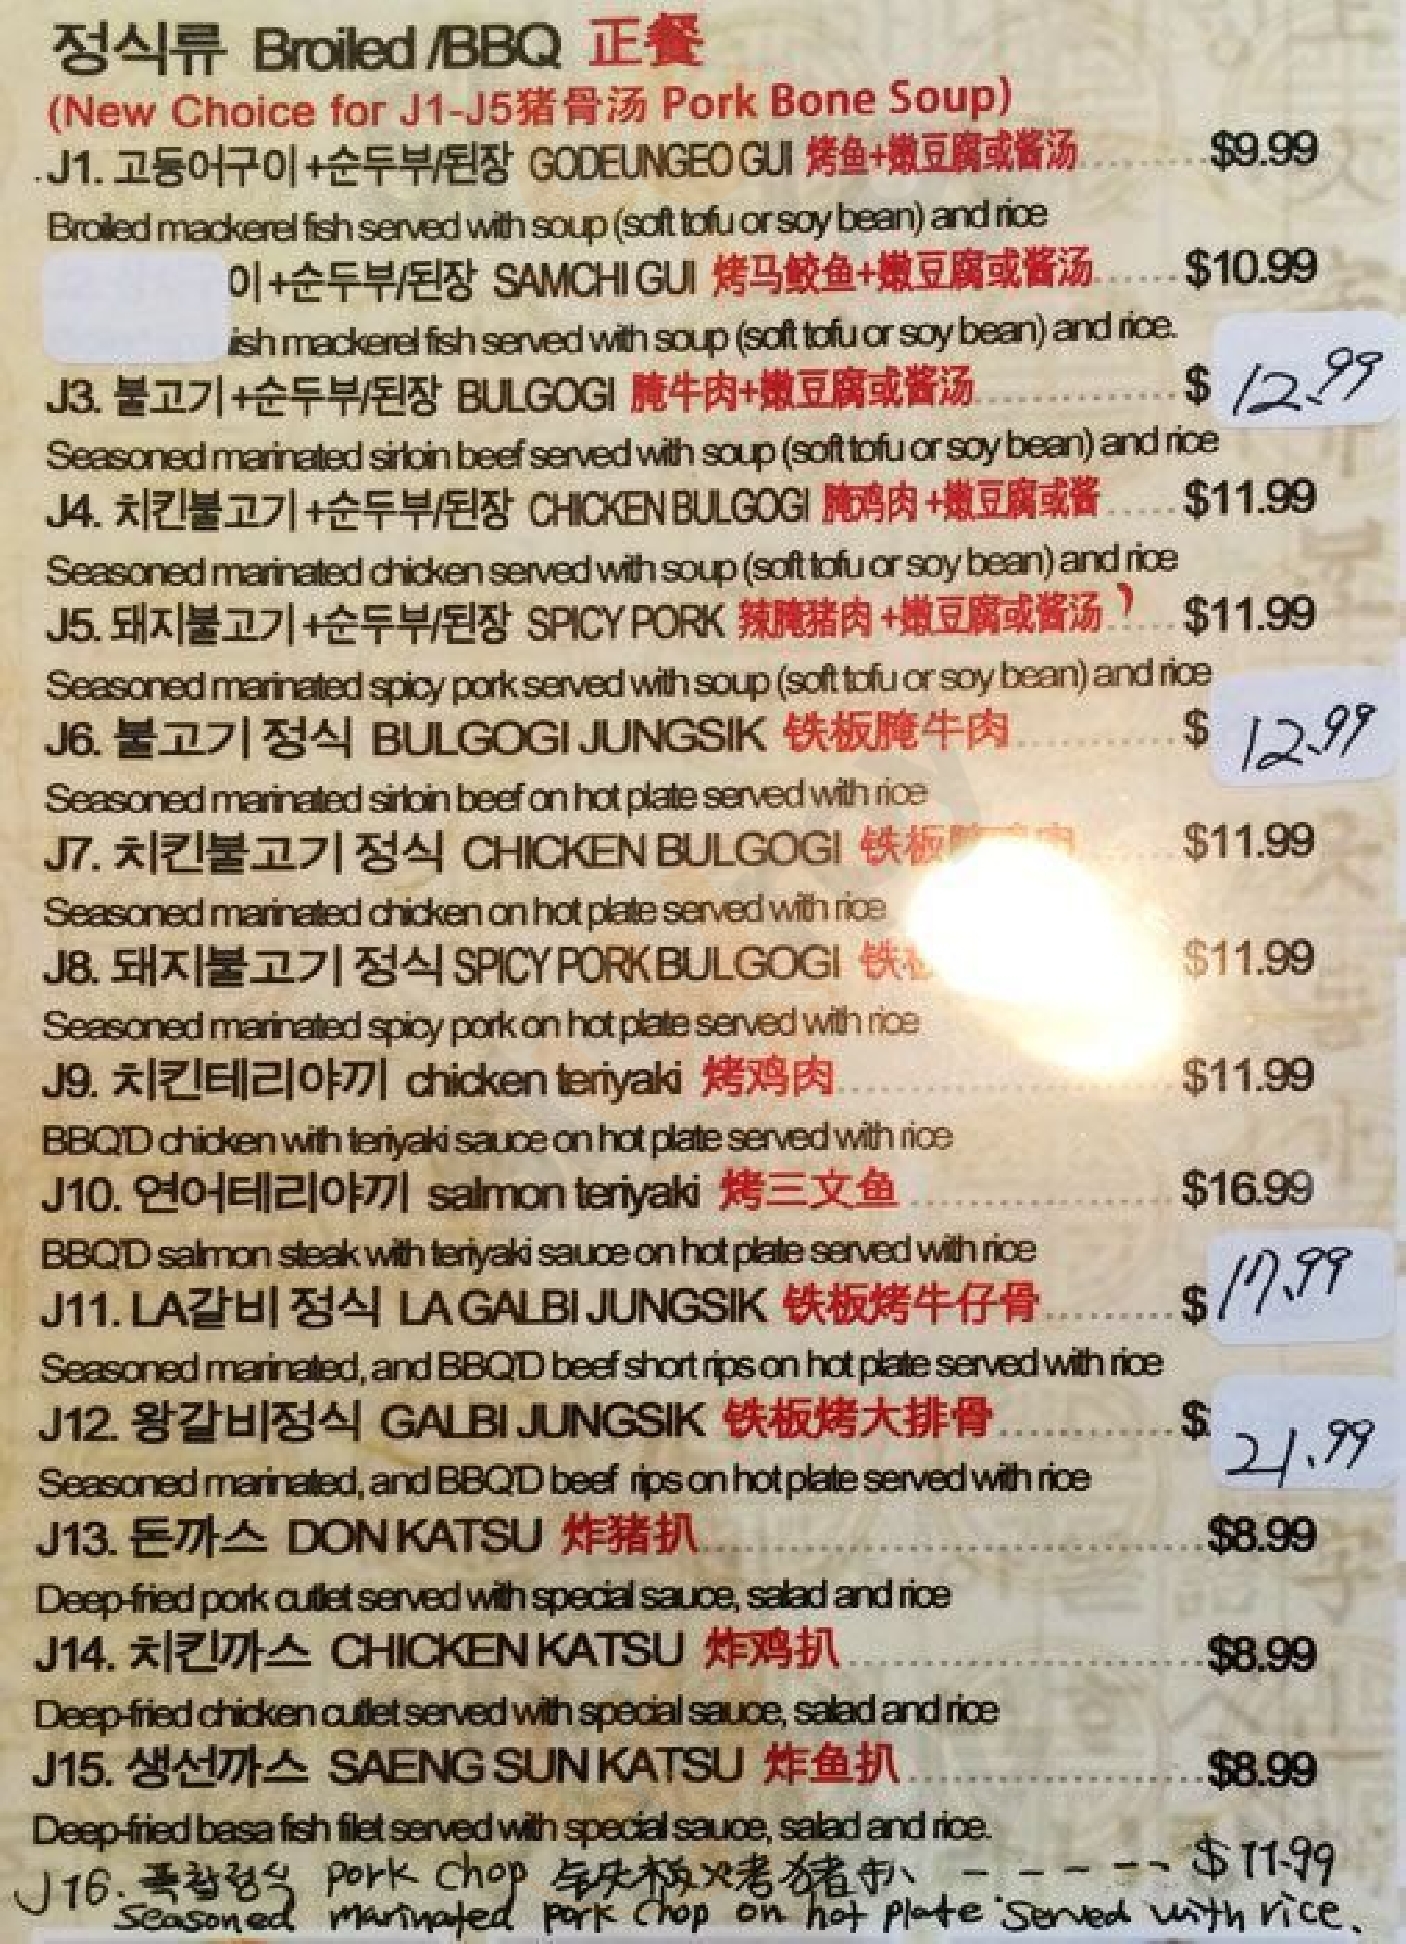 정식류 Broiled /BBQ 正餐
(New Choice for J1-J5猪骨汤 Pork Bone Soup)
J1. 고등어구이+순두부/된장 GODEUNGEO GUI 烤鱼+嫩豆腐或酱汤........$9.99
Broiled mackerel fish served with soup (soft tofu or soy bean) and rice
이+순두부/된장 SAMCHI GUI 烤马鲛鱼+嫩豆腐或酱汤......$10.99
ish mackerel fish served with soup (soft tofu or soy bean) and rice.
J3. 불고기+순두부/된장 BULGOGI 腌牛肉+嫩豆腐或酱汤..............$ 12.99
Seasoned marinated sirloin beef served with soup (soft tofu or soy bean) and rice
J4. 치킨불고기+순두부/된장 CHICKEN BULGOGI 腌鸡肉+嫩豆腐或酱......$11.99
Seasoned marinated chicken served with soup (soft tofu or soy bean) and rice
J5. 돼지불고기+순두부/된장 SPICY PORK 辣腌猪肉+嫩豆腐或酱汤.....$11.99
Seasoned marinated spicy pork served with soup (soft tofu or soy bean) and rice
J6. 불고기 정식 BULGOGI JUNGSIK 铁板腌牛肉...........$ 12.99
Seasoned marinated sirloin beef on hot plate served with rice
J7. 치킨불고기 정식 CHICKEN BULGOGI 铁板 $11.99
Seasoned marinated chicken on hot plate served with rice
J8. 돼지불고기 정식 SPICY PORK BULGOGI 铁 $11.99
Seasoned marinated spicy pork on hot plate served with rice
J9. 치킨테리야끼 chicken teriyaki 烤鸡肉.......................$11.99
BBQ'D chicken with teriyaki sauce on hot plate served with rice
J10. 연어테리야끼 salmon teriyaki 烤三文鱼.................$16.99
BBQ'D salmon steak with teriyaki sauce on hot plate served with rice
J11. LA갈비 정식 LA GALBI JUNGSIK 铁板烤牛仔骨.........$ 17.99
Seasoned marinated, and BBQ'D beef short rips on hot plate served with rice
J12. 왕갈비정식 GALBI JUNGSIK 铁板烤大排骨............$ 21.99
Seasoned marinated, and BBQ'D beef rips on hot plate served with rice
J13. 돈까스 DON KATSU 炸猪扒..................................$8.99
Deep-fried pork cutlet served with special sauce, salad and rice
J14. 치킨까스 CHICKEN KATSU 炸鸡扒........................$8.99
Deep-fried chicken cutlet served with special sauce, salad and rice
J15. 생선까스 SAENG SUN KATSU 炸鱼扒....................$8.99
Deep-fried basa fish filet served with special sauce, salad and rice.
J16. 폭찹정식 Pork Chop 铁板烤猪扒 - - - - - - $11.99
Seasoned marinated pork chop on hot plate served with rice.